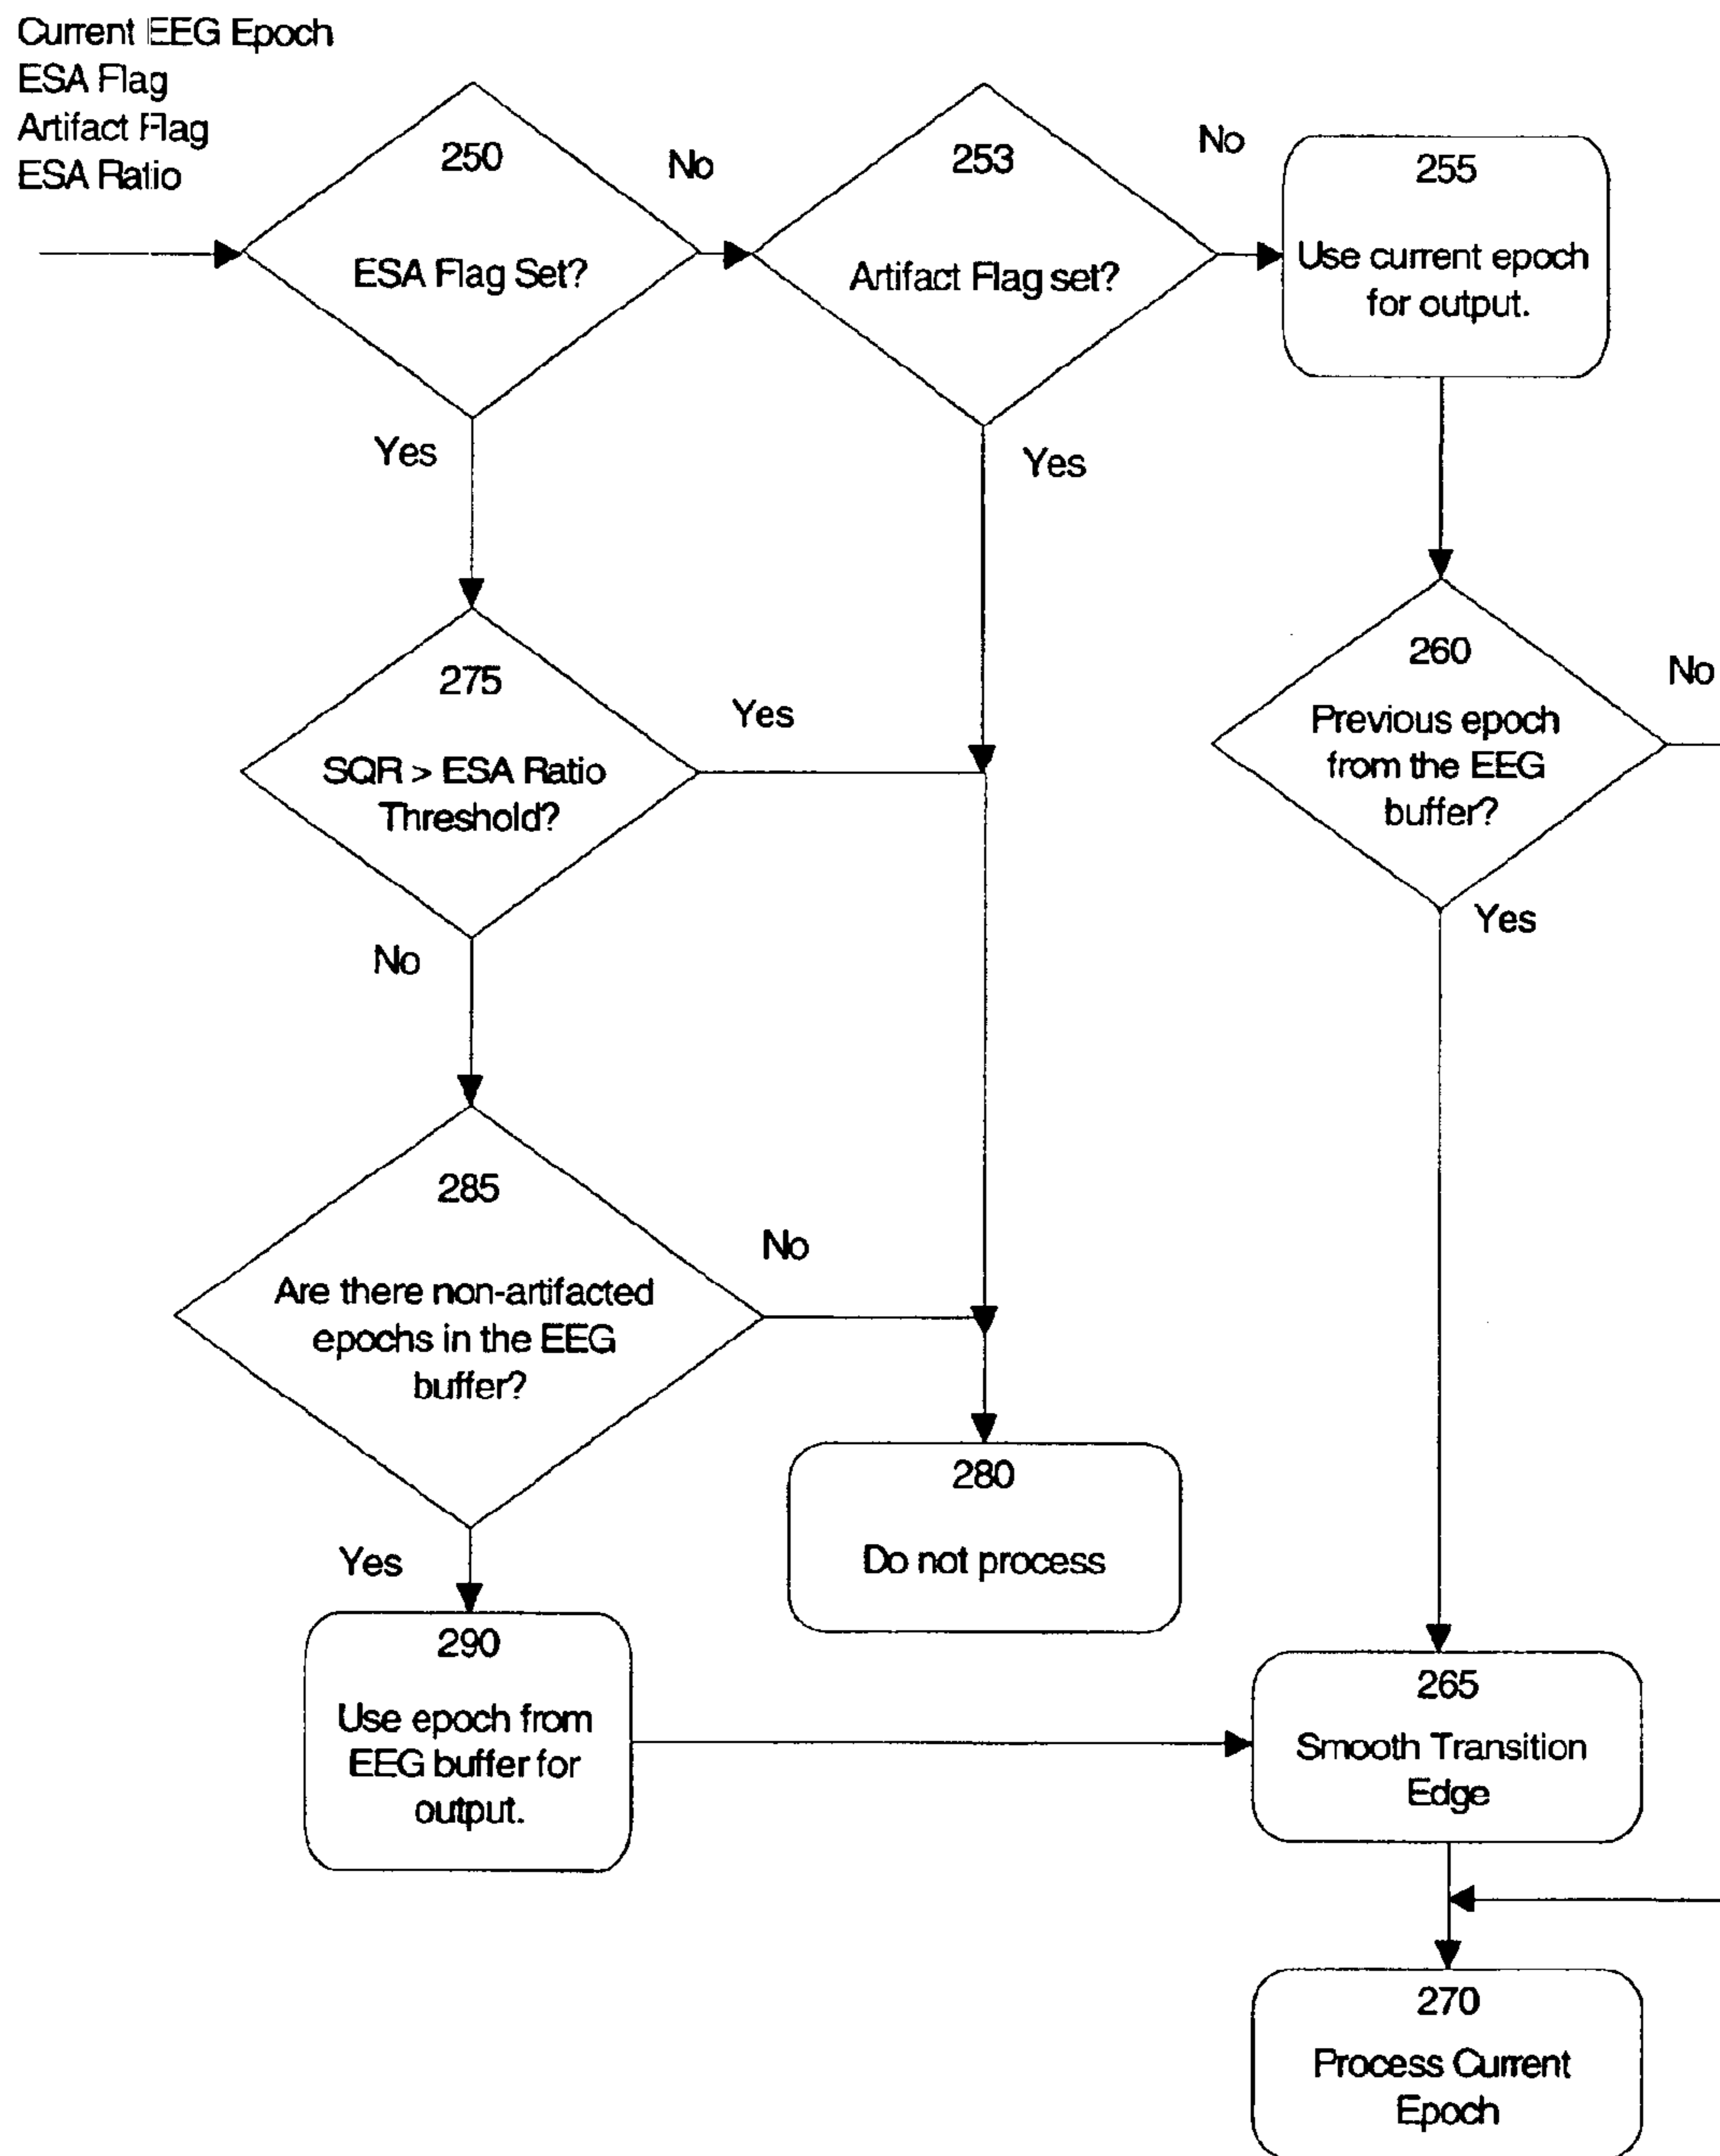 Current EEG Epoch
ESA Flag
Artifact Flag
ESA Ratio
250
ESA Flag Set?
No
253
Artifact Flag set?
No
255
Use current epoch
for output.
Yes
Yes
275
SQR > ESA Ratio
Threshold?
Yes
260
Previous epoch
from the EEG
buffer?
No
Yes
No
285
Are there non-artifacted
epochs in the EEG
buffer?
No
280
Do not process
Yes
290
Use epoch from
EEG buffer for
output.
265
Smooth Transition
Edge
270
Process Current
Epoch